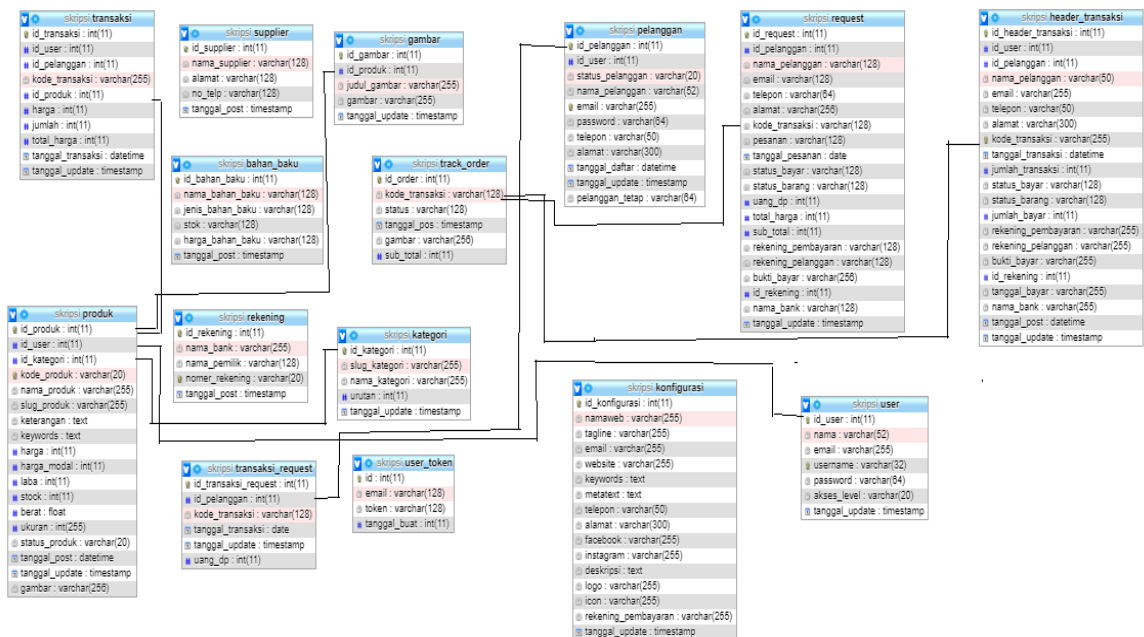 skripsi transaksi
id_transaksi : int(11)
id_user : int(11)
id_pelanggan : int(11)
kode_transaksi : varchar(255)
id_produk : int(11)
harga : int(11)
jumlah : int(11)
total_harga : int(11)
tanggal_transaksi : datetime
tanggal_update : timestamp
skripsi supplier
id_supplier : int(11)
nama_supplier : varchar(128)
alamat : varchar(128)
no_telp : varchar(128)
tanggal_post : timestamp
skripsi gambar
id_gambar : int(11)
id_produk : int(11)
judul_gambar : varchar(255)
gambar : varchar(255)
tanggal_update : timestamp
skripsi pelanggan
id_pelanggan : int(11)
id_user : int(11)
status_pelanggan : varchar(20)
nama_pelanggan : varchar(52)
email : varchar(255)
password : varchar(64)
telepon : varchar(50)
alamat : varchar(300)
tanggal_daftar : datetime
tanggal_update : timestamp
pelanggan_tetap : varchar(64)
skripsi request
id_request : int(11)
id_pelanggan : int(11)
nama_pelanggan : varchar(128)
email : varchar(128)
telepon : varchar(64)
alamat : varchar(256)
kode_transaksi : varchar(128)
pesanan : varchar(128)
tanggal_pesanan : date
status_bayar : varchar(128)
status_barang : varchar(128)
uang_dp : int(11)
total_harga : int(11)
sub_total : int(11)
rekening_pembayaran : varchar(128)
rekening_pelanggan : varchar(128)
bukti_bayar : varchar(256)
id_rekening : int(11)
nama_bank : varchar(128)
tanggal_update : timestamp
skripsi header_transaksi
id_header_transaksi : int(11)
id_user : int(11)
id_pelanggan : int(11)
nama_pelanggan : varchar(50)
email : varchar(255)
telepon : varchar(50)
alamat : varchar(300)
kode_transaksi : varchar(255)
tanggal_transaksi : datetime
jumlah_transaksi : int(11)
status_bayar : varchar(255)
status_barang : varchar(128)
jumlah_bayar : int(11)
rekening_pembayaran : varchar(255)
rekening_pelanggan : varchar(255)
bukti_bayar : varchar(255)
id_rekening : int(11)
tanggal_bayar : varchar(255)
nama_bank : varchar(255)
tanggal_post : datetime
tanggal_update : timestamp
skripsi bahan_baku
id_bahan_baku : int(11)
nama_bahan_baku : varchar(128)
jenis_bahan_baku : varchar(128)
stok : varchar(128)
harga_bahan_baku : varchar(128)
tanggal_post : timestamp
skripsi track_order
id_order : int(11)
kode_transaksi : varchar(128)
status : varchar(128)
tanggal_pos : timestamp
gambar : varchar(256)
sub_total : int(11)
skripsi produk
id_produk : int(11)
id_user : int(11)
id_kategori : int(11)
kode_produk : varchar(20)
nama_produk : varchar(255)
slug_produk : varchar(255)
keterangan : text
keywords : text
harga : int(11)
harga_modal : int(11)
laba : int(11)
stock : int(11)
berat : float
ukuran : int(255)
status_produk : varchar(20)
tanggal_post : datetime
tanggal_update : timestamp
gambar : varchar(256)
skripsi rekening
id_rekening : int(11)
nama_bank : varchar(255)
nama_pemilik : varchar(128)
nomer_rekening : varchar(20)
tanggal_post : timestamp
skripsi kategori
id_kategori : int(11)
slug_kategori : varchar(255)
nama_kategori : varchar(255)
urutan : int(11)
tanggal_update : timestamp
skripsi transaksi_request
id_transaksi_request : int(11)
id_pelanggan : int(11)
kode_transaksi : varchar(128)
tanggal_transaksi : date
tanggal_update : timestamp
uang_dp : int(11)
skripsi user_token
id : int(11)
email : varchar(128)
token : varchar(128)
tanggal_buat : int(11)
skripsi konfigurasi
id_konfigurasi : int(11)
namaweb : varchar(255)
tagline : varchar(255)
email : varchar(255)
website : varchar(255)
keywords : text
metatext : text
telepon : varchar(50)
alamat : varchar(300)
facebook : varchar(255)
instagram : varchar(255)
deskripsi : text
logo : varchar(255)
icon : varchar(255)
rekening_pembayaran : varchar(255)
tanggal_update : timestamp
skripsi user
id_user : int(11)
nama : varchar(52)
email : varchar(255)
username : varchar(32)
password : varchar(64)
akses_level : varchar(20)
tanggal_update : timestamp